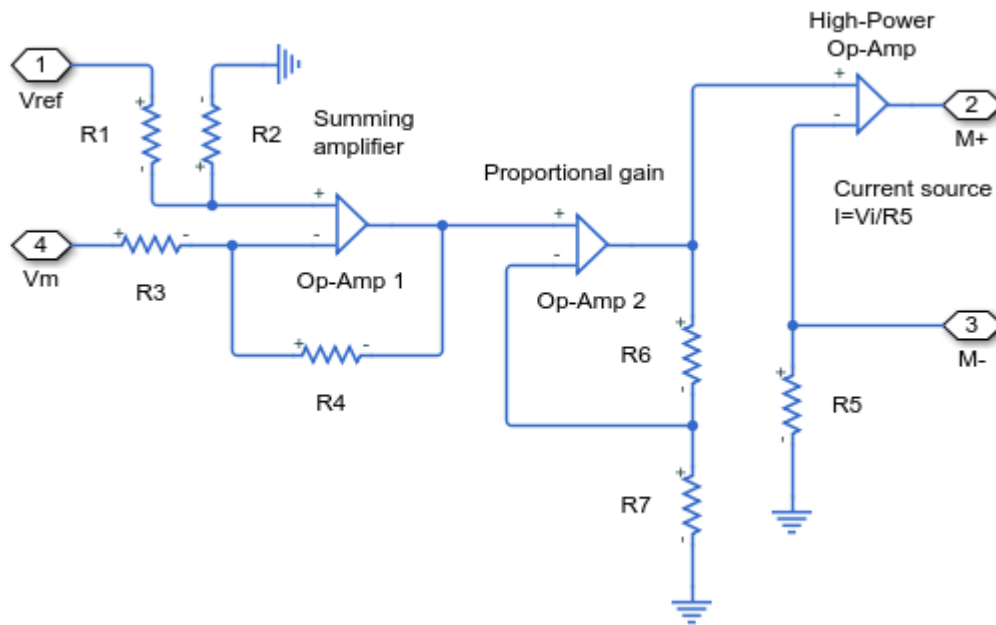 High-Power
Op-Amp
1
Vref
+
-
R1
-
+
R2
Summing
amplifier
+
-
2
M+
Proportional gain
Current source
I=Vi/R5
+
-
Op-Amp 1
4
Vm
+
-
R3
+
-
Op-Amp 2
+
-
R4
+
-
R6
3
M-
+
-
R5
+
-
R7